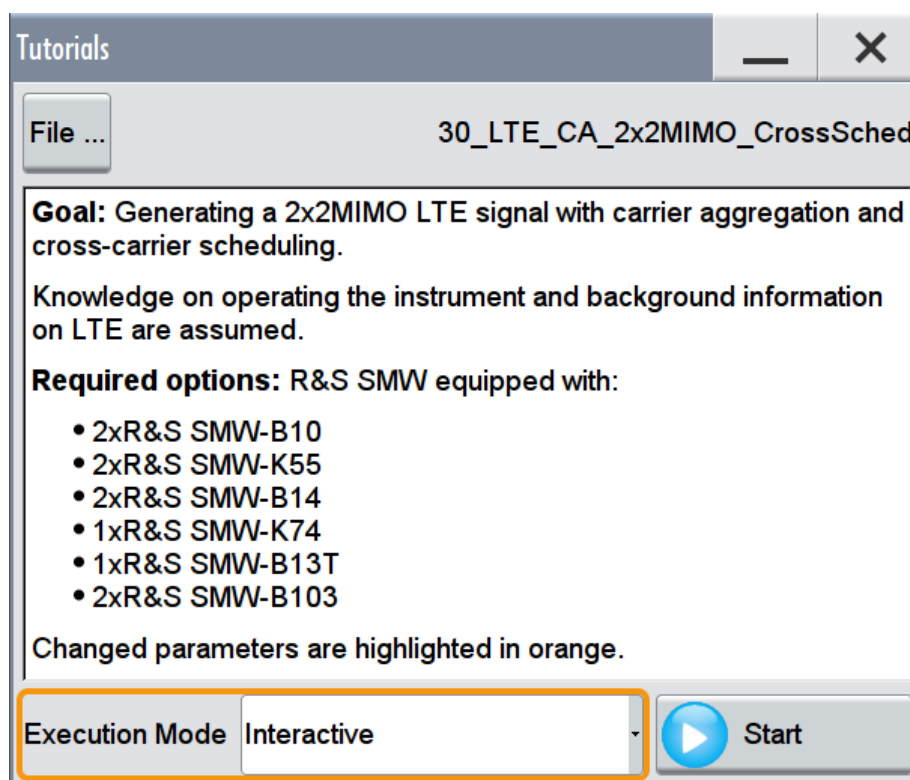 Tutorials
File ...
30_LTE_CA_2x2MIMO_CrossSched
Goal: Generating a 2x2MIMO LTE signal with carrier aggregation and
cross-carrier scheduling.
Knowledge on operating the instrument and background information
on LTE are assumed.
Required options: R&S SMW equipped with:
• 2xR&S SMW-B10
• 2xR&S SMW-K55
• 2xR&S SMW-B14
• 1xR&S SMW-K74
• 1xR&S SMW-B13T
• 2xR&S SMW-B103
Changed parameters are highlighted in orange.
Execution Mode Interactive
Start